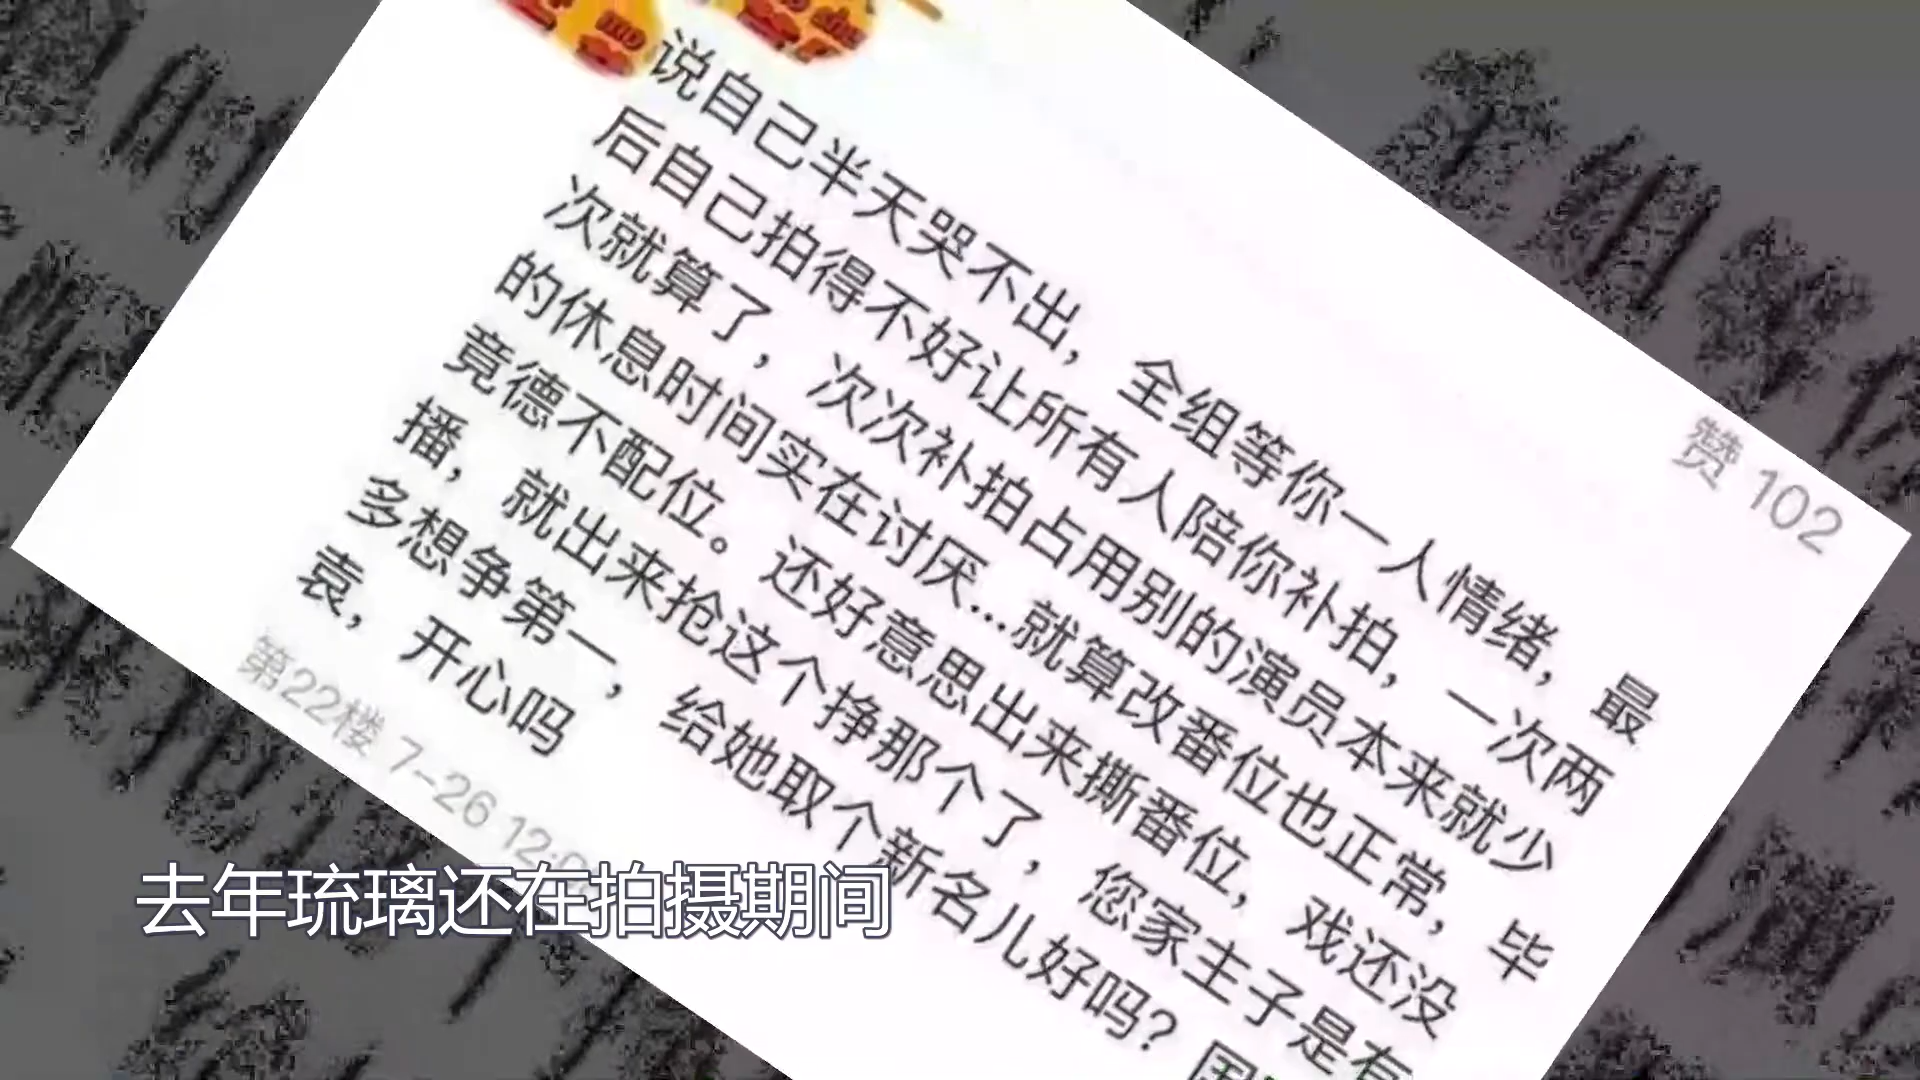 赞 102
说自己半天哭不出，全组等你一人情绪，最
后自己拍得不好让所有人陪你补拍，一次两
次就算了，次次补拍占用别的演员本来就少
的休息时间实在讨厌...就算改番位也正常，毕
竟德不配位。还好意思出来撕番位，戏还没
播，就出来抢这个挣那个了，您家主子是有
多想争第一，给她取个新名儿好吗？国
袁，开心吗
第22楼 7-26 12:
去年琉璃还在拍摄期间